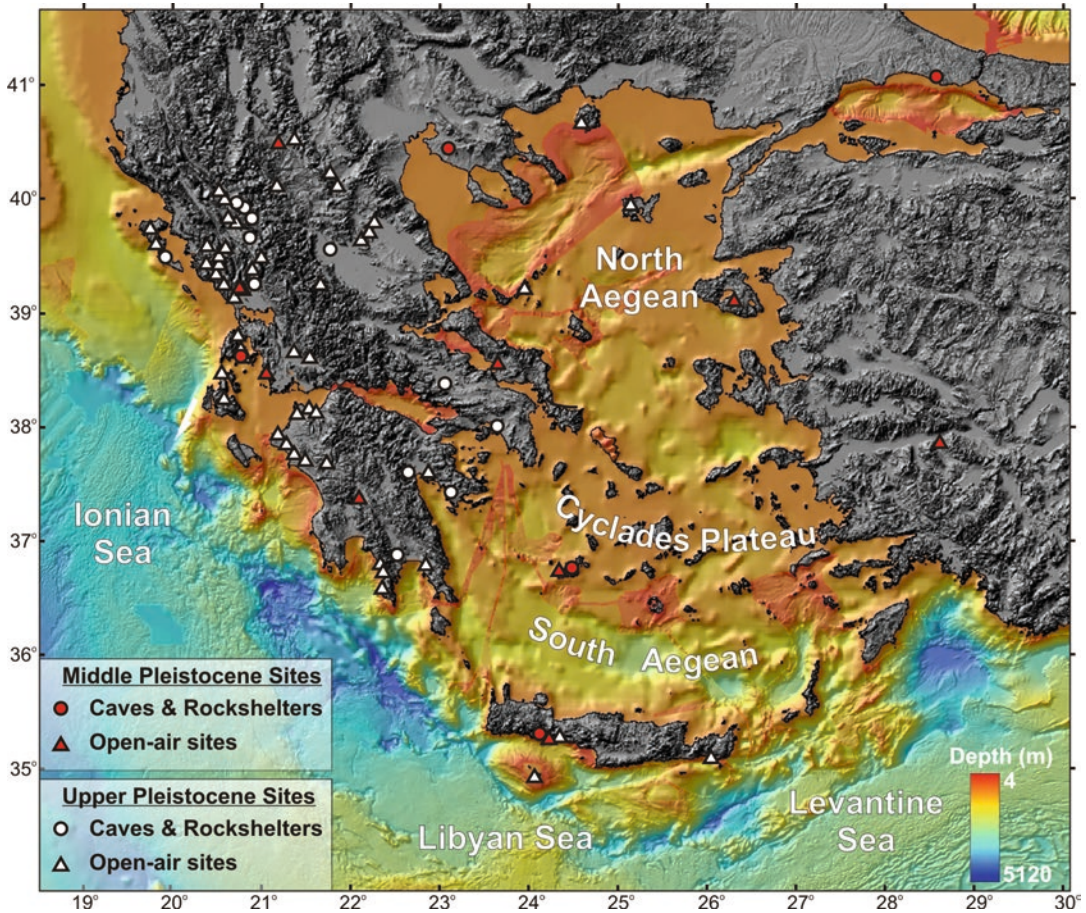 41°
40°
39°
38°
37°
36°
35°
North
Aegean
Ionian
Sea
Cyclades Plateau
South Aegean
Libyan Sea
Levantine
Sea
Middle Pleistocene Sites
Caves & Rockshelters
Open-air sites
Upper Pleistocene Sites
Caves & Rockshelters
Open-air sites
Depth (m)
4
5120
19° 20° 21° 22° 23° 24° 25° 26° 27° 28° 29° 30°